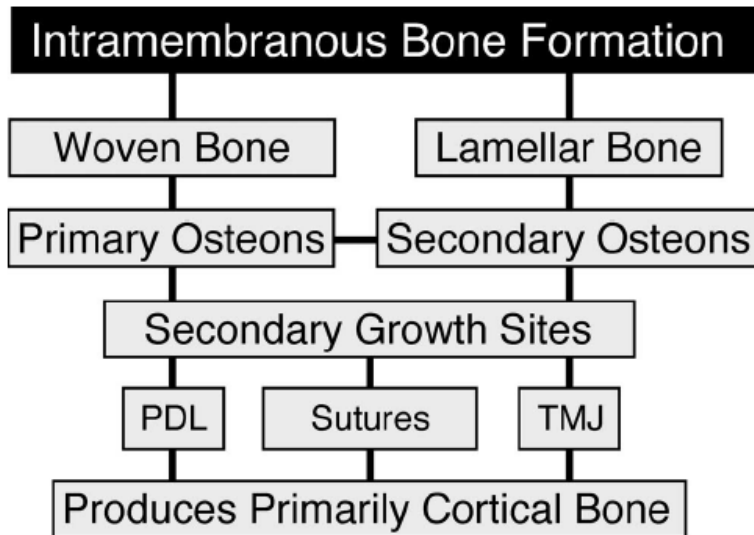 Intramembranous Bone Formation
Woven Bone
Lamellar Bone
Primary Osteons
Secondary Osteons
Secondary Growth Sites
PDL
Sutures
TMJ
Produces Primarily Cortical Bone